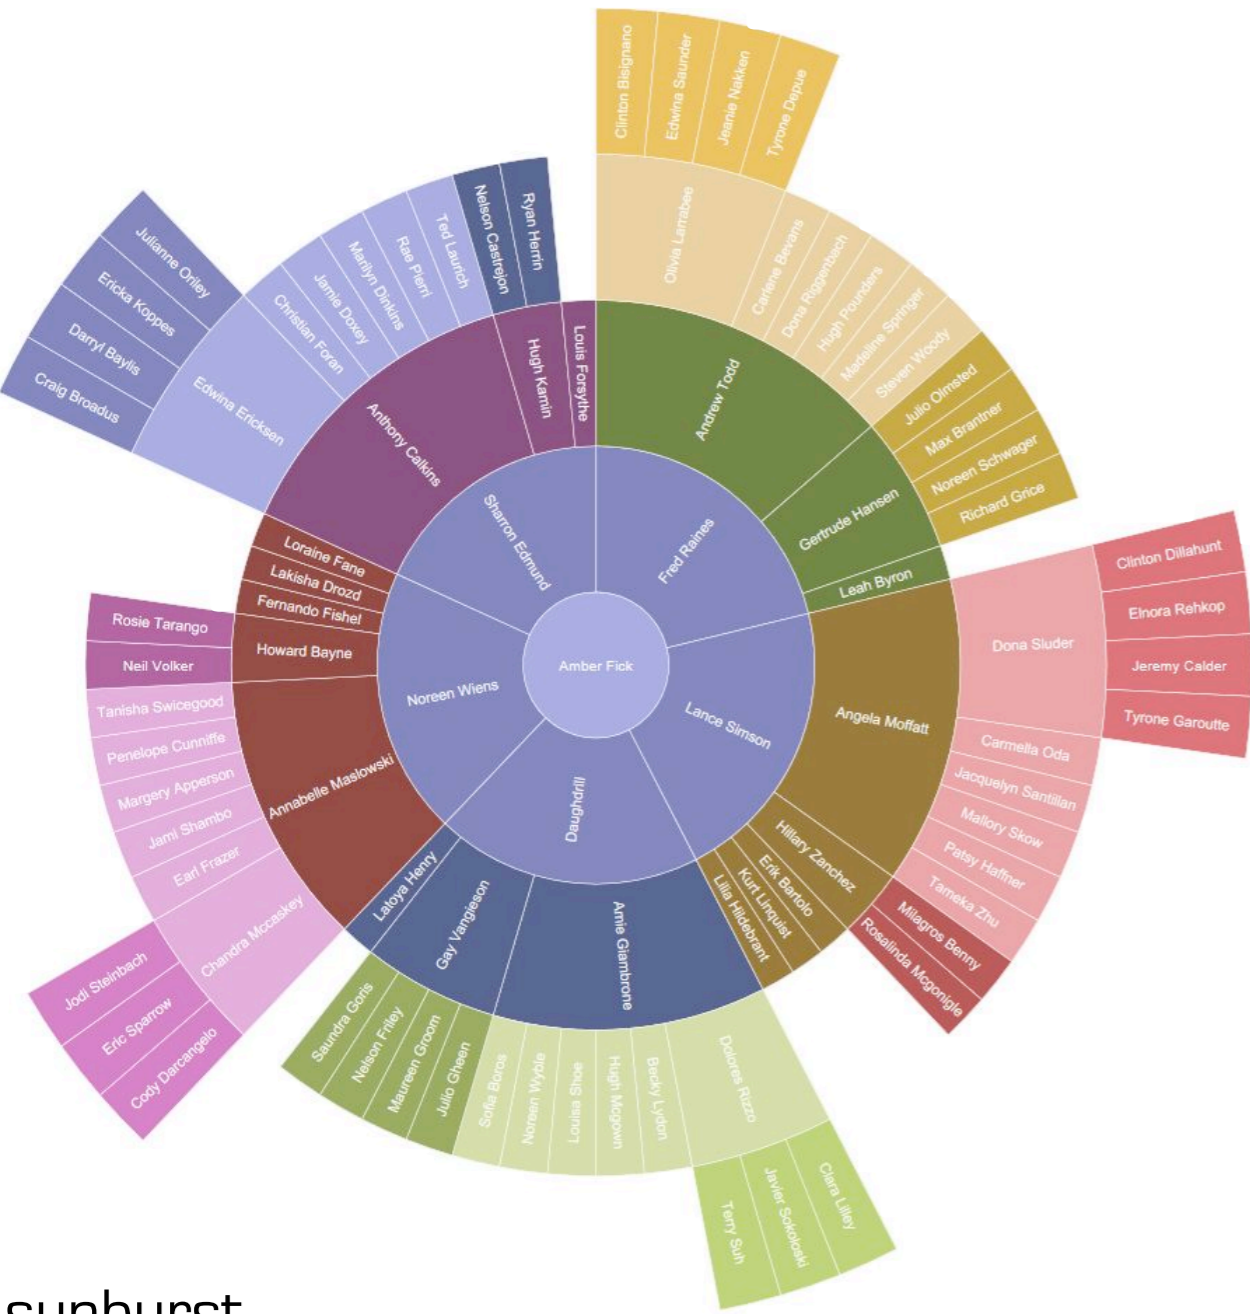 Amber Fick
Fred Raines
Lance Simson
Daughdrill
Noreen Wiens
Sharron Edmund
Andrew Todd
Gertrude Hansen
Leah Byron
Angela Moffatt
Hillary Zanchez
Erik Bartolo
Kurt Linquist
Lilia Hildebrant
Amie Giambrone
Gay Vangieson
Latoya Henry
Annabelle Maslowski
Howard Bayne
Fernando Fishel
Lakisha Drozd
Loraine Fane
Anthony Calkins
Hugh Kamin
Louis Forsythe
Olivia Larrabee
Carlene Bevans
Dona Riggenbach
Hugh Pounders
Madeline Springer
Steven Woody
Julio Olmsted
Max Brantner
Noreen Schwager
Richard Grice
Dona Sluder
Carmella Oda
Jacquelyn Santillan
Mallory Skow
Patsy Haffner
Tameka Zhu
Milagros Benny
Rosalinda Mcgonigle
Dolores Rizzo
Becky Lydon
Hugh Mcgown
Louisa Shoe
Noreen Wyble
Sofia Boros
Julio Gheen
Maureen Groom
Nelson Friley
Saundra Goris
Chandra Mccaskey
Earl Frazer
Jami Shambo
Margery Apperson
Penelope Cunniffe
Tanisha Swicegood
Neil Volker
Rosie Tarango
Edwina Ericksen
Christian Foran
Jamie Doxey
Marilyn Dinkins
Rae Pierri
Ted Laurich
Nelson Castrejon
Ryan Herrin
Clinton Bisignano
Edwina Saunder
Jeanie Nakken
Tyrone Depue
Clinton Dillahunt
Elnora Rehkop
Jeremy Calder
Tyrone Garoutte
Clara Lilley
Javier Sokoloski
Terry Suh
Cody Darcangelo
Eric Sparrow
Jodi Steinbach
Craig Broadus
Darryl Baylis
Ericka Koppes
Julianne Oriley
sunburst